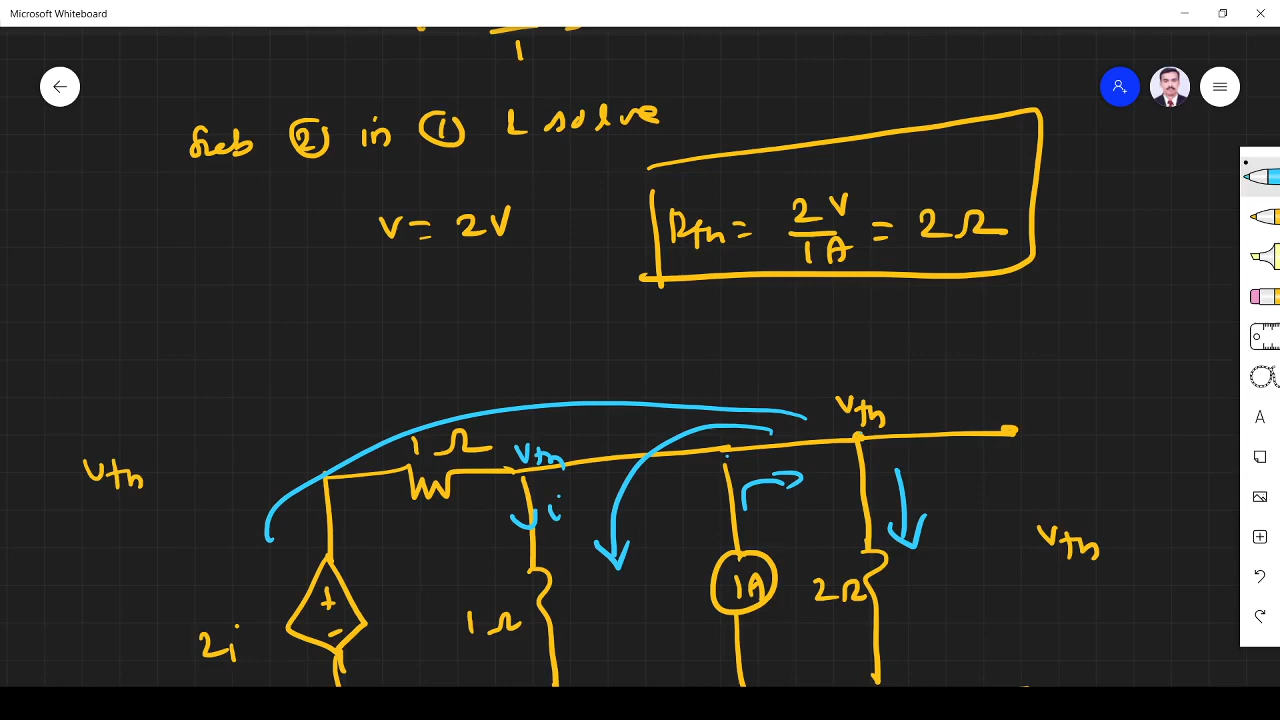 Microsoft Whiteboard
1
Sub ② in ① & solve
V = 2V
Rth = 2V / 1A = 2Ω
Vth
1Ω
Vth
Vth
i
Vth
1A
2Ω
1Ω
2i
+
-
A